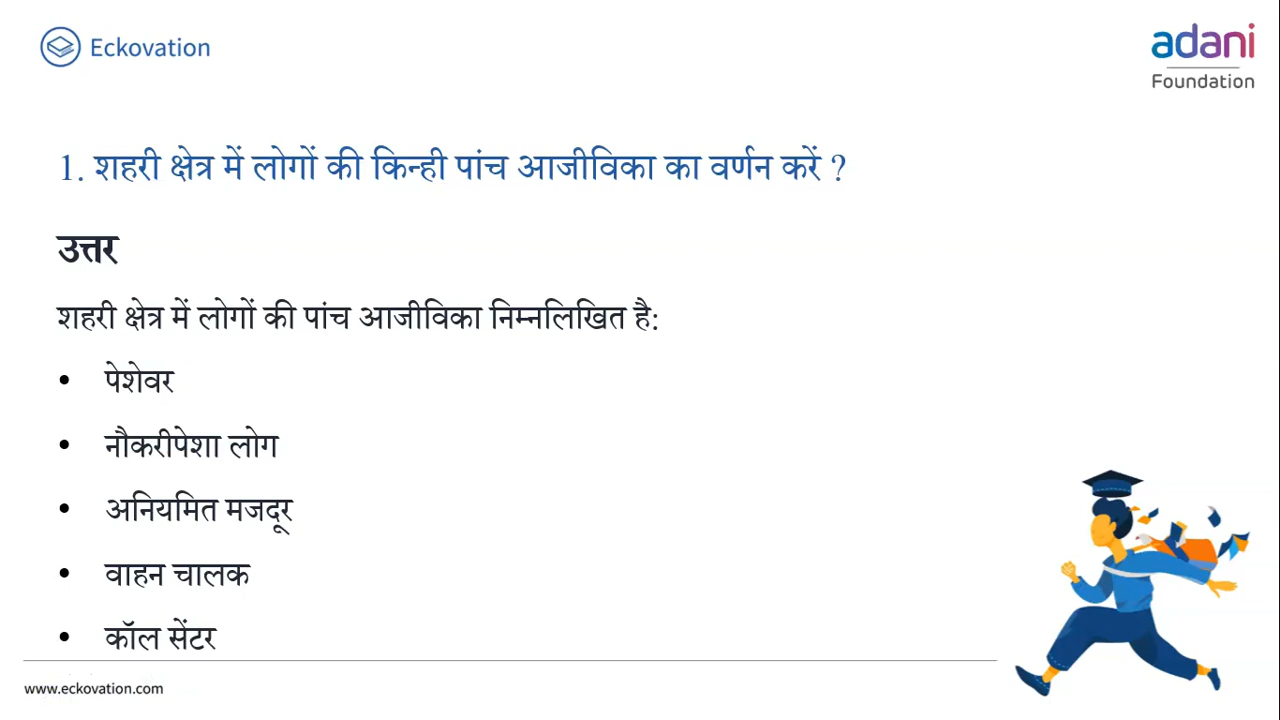 Eckovation
adani
Foundation
1. शहरी क्षेत्र में लोगों की किन्ही पांच आजीविका का वर्णन करें ?
उत्तर
शहरी क्षेत्र में लोगों की पांच आजीविका निम्नलिखित है:
• पेशेवर
• नौकरीपेशा लोग
• अनियमित मजदूर
• वाहन चालक
• कॉल सेंटर
www.eckovation.com